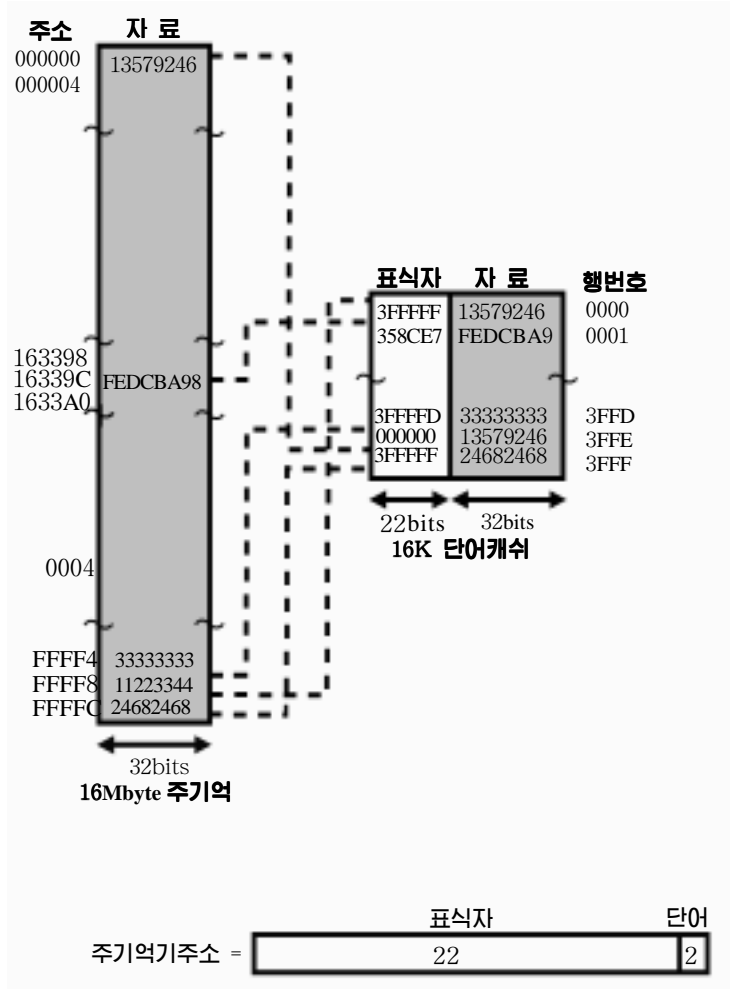 주소
자 료
000000
000004
13579246
163398
16339C
1633A0
FEDCBA98
0004
FFFF4
FFFF8
FFFFC
33333333
11223344
24682468
32bits
16Mbyte 주기억
표식자
자 료
행번호
3FFFFF
13579246
0000
358CE7
FEDCBA9
0001
3FFFFD
33333333
3FFD
000000
13579246
3FFE
3FFFFF
24682468
3FFF
22bits
32bits
16K 단어캐쉬
표식자
단어
주기억기주소 =
22
2